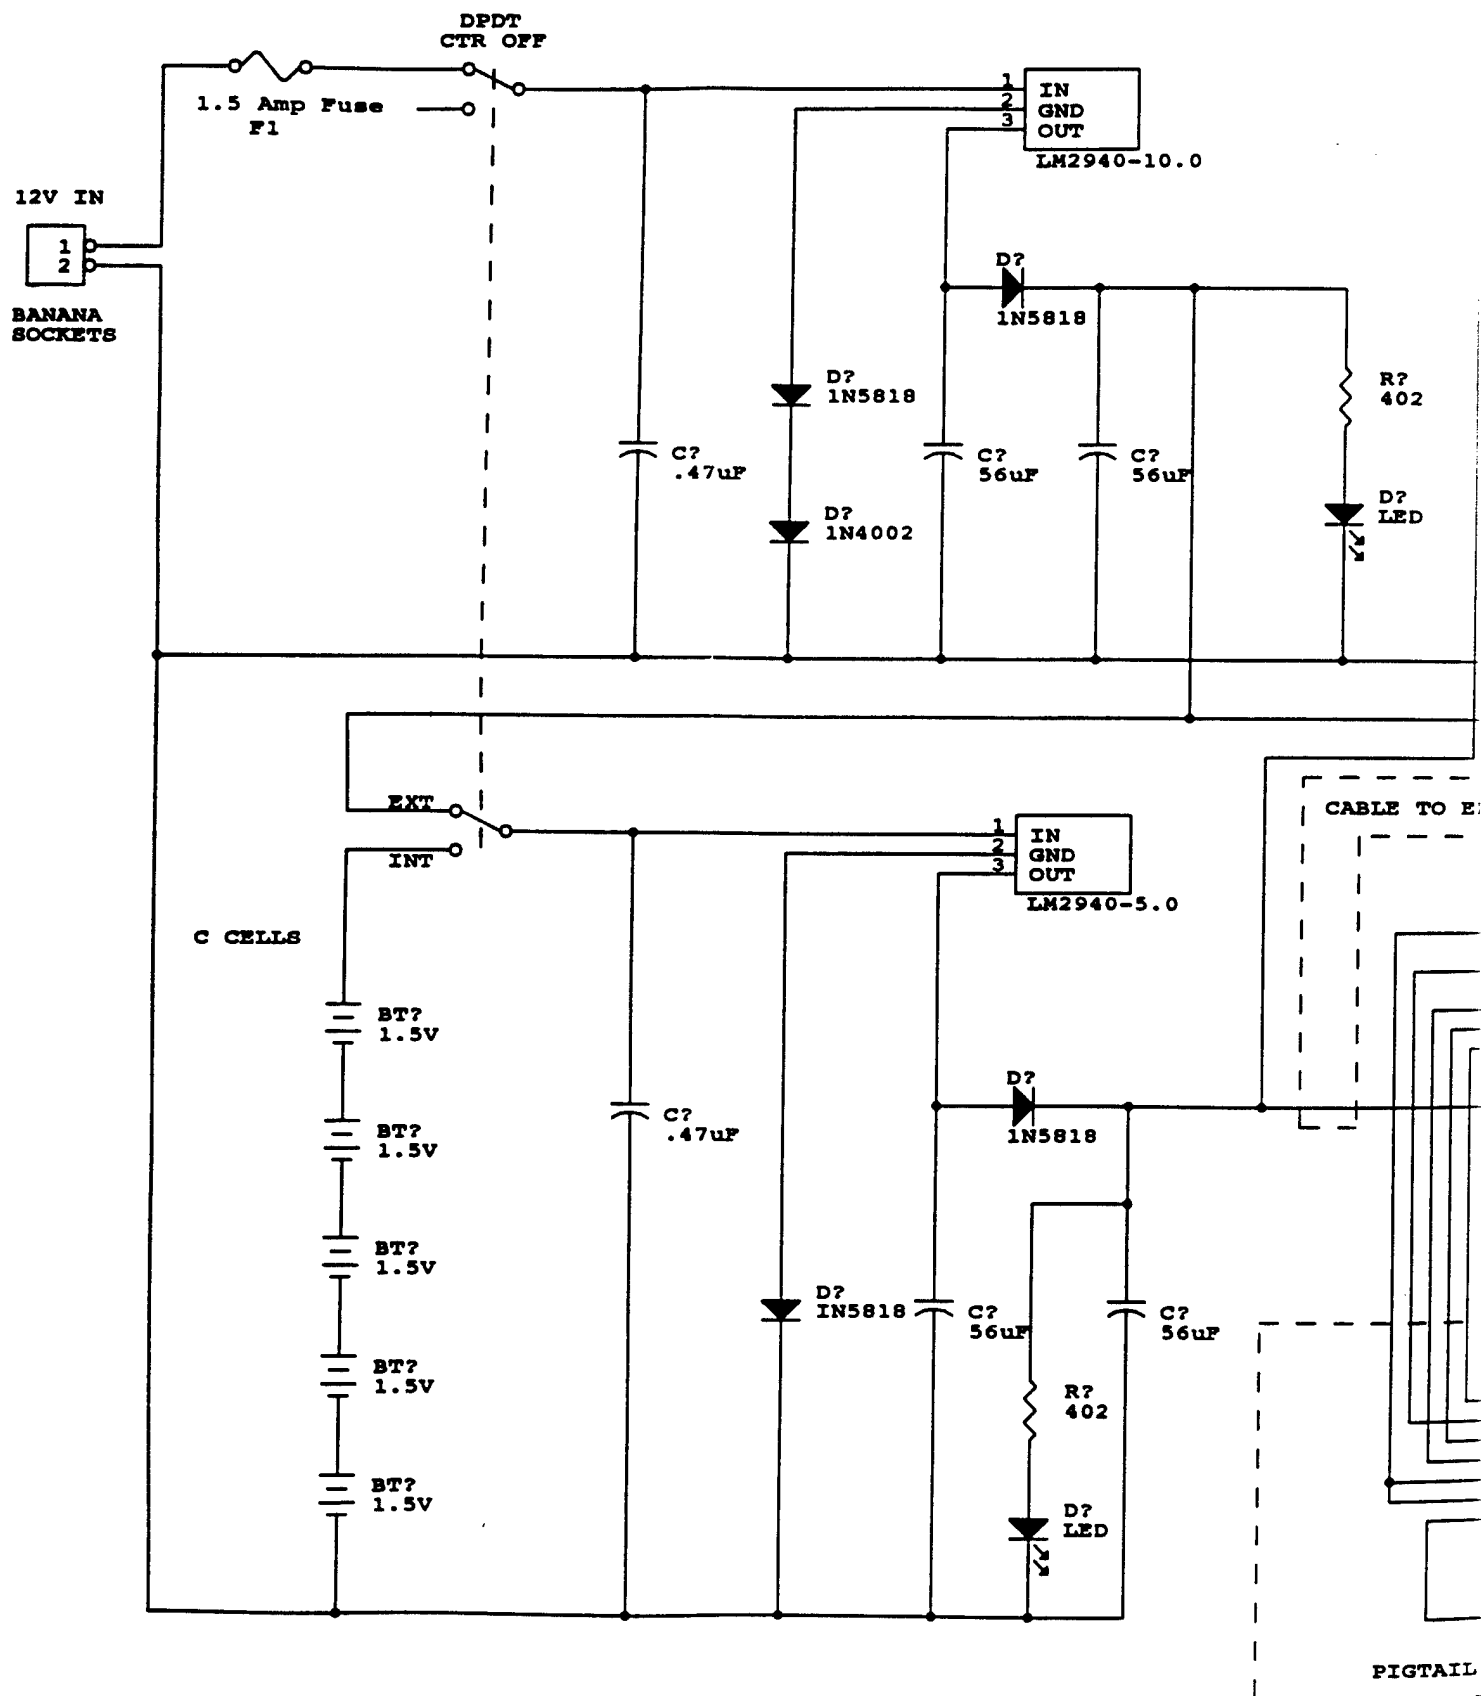 DPDT
CTR OFF
1.5 Amp Fuse
F1
1
2
3
IN
GND
OUT
LM2940-10.0
12V IN
1
2
BANANA
SOCKETS
D?
1N5818
D?
1N5818
R?
402
C?
.47uF
C?
56uF
C?
56uF
D?
LED
D?
1N4002
EXT
INT
CABLE TO E
1
2
3
IN
GND
OUT
LM2940-5.0
C CELLS
BT?
1.5V
BT?
1.5V
BT?
1.5V
BT?
1.5V
BT?
1.5V
C?
.47uF
D?
1N5818
D?
IN5818
C?
56uF
C?
56uF
R?
402
D?
LED
PIGTAIL